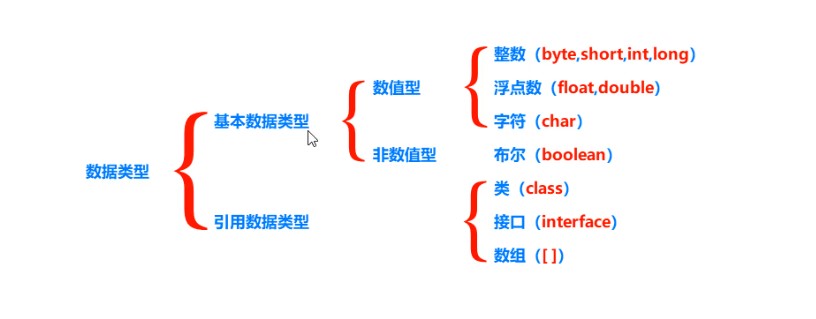 整数（byte,short,int,long）
数值型
浮点数（float,double）
基本数据类型
字符（char）
非数值型
布尔（boolean）
数据类型
类（class）
引用数据类型
接口（interface）
数组（[ ]）